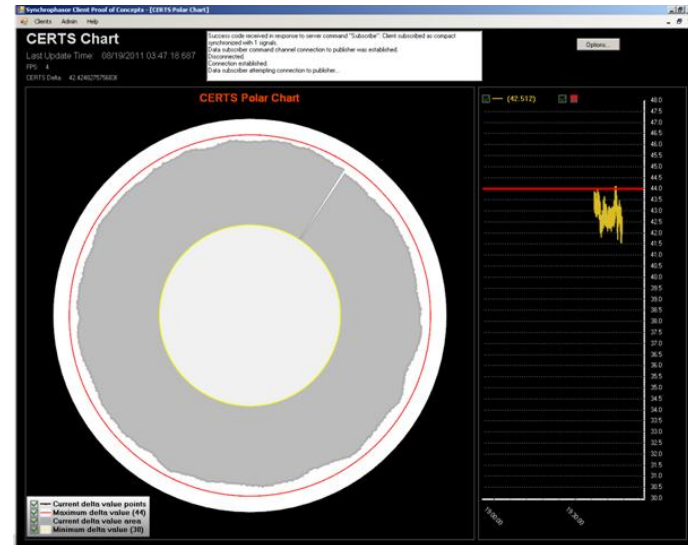 Synchrophasor Client Proof of Concepts - [CERTS Polar Chart]
Clients Admin Help
CERTS Chart
Last Update Time: 08/19/2011 03:47:18.687
FPS: 4
CERTS Delta:
Success code received in response to server command "Subscribe": Client subscribed as compact
synchronized with 1 signals.
Data subscriber command channel connection to publisher was established.
Disconnected
Connection established.
Data subscriber attempting connection to publisher...
Options...
CERTS Polar Chart
Current delta value points
Maximum delta value (44)
Current delta value area
Minimum delta value (30)
(42.512)
48.0
47.5
47.0
46.5
46.0
45.5
45.0
44.5
44.0
43.5
43.0
42.5
42.0
41.5
41.0
40.5
40.0
39.5
39.0
38.5
38.0
37.5
37.0
36.5
36.0
35.5
35.0
34.5
34.0
33.5
33.0
32.5
32.0
31.5
31.0
30.5
30.0
19:00:00
19:30:00